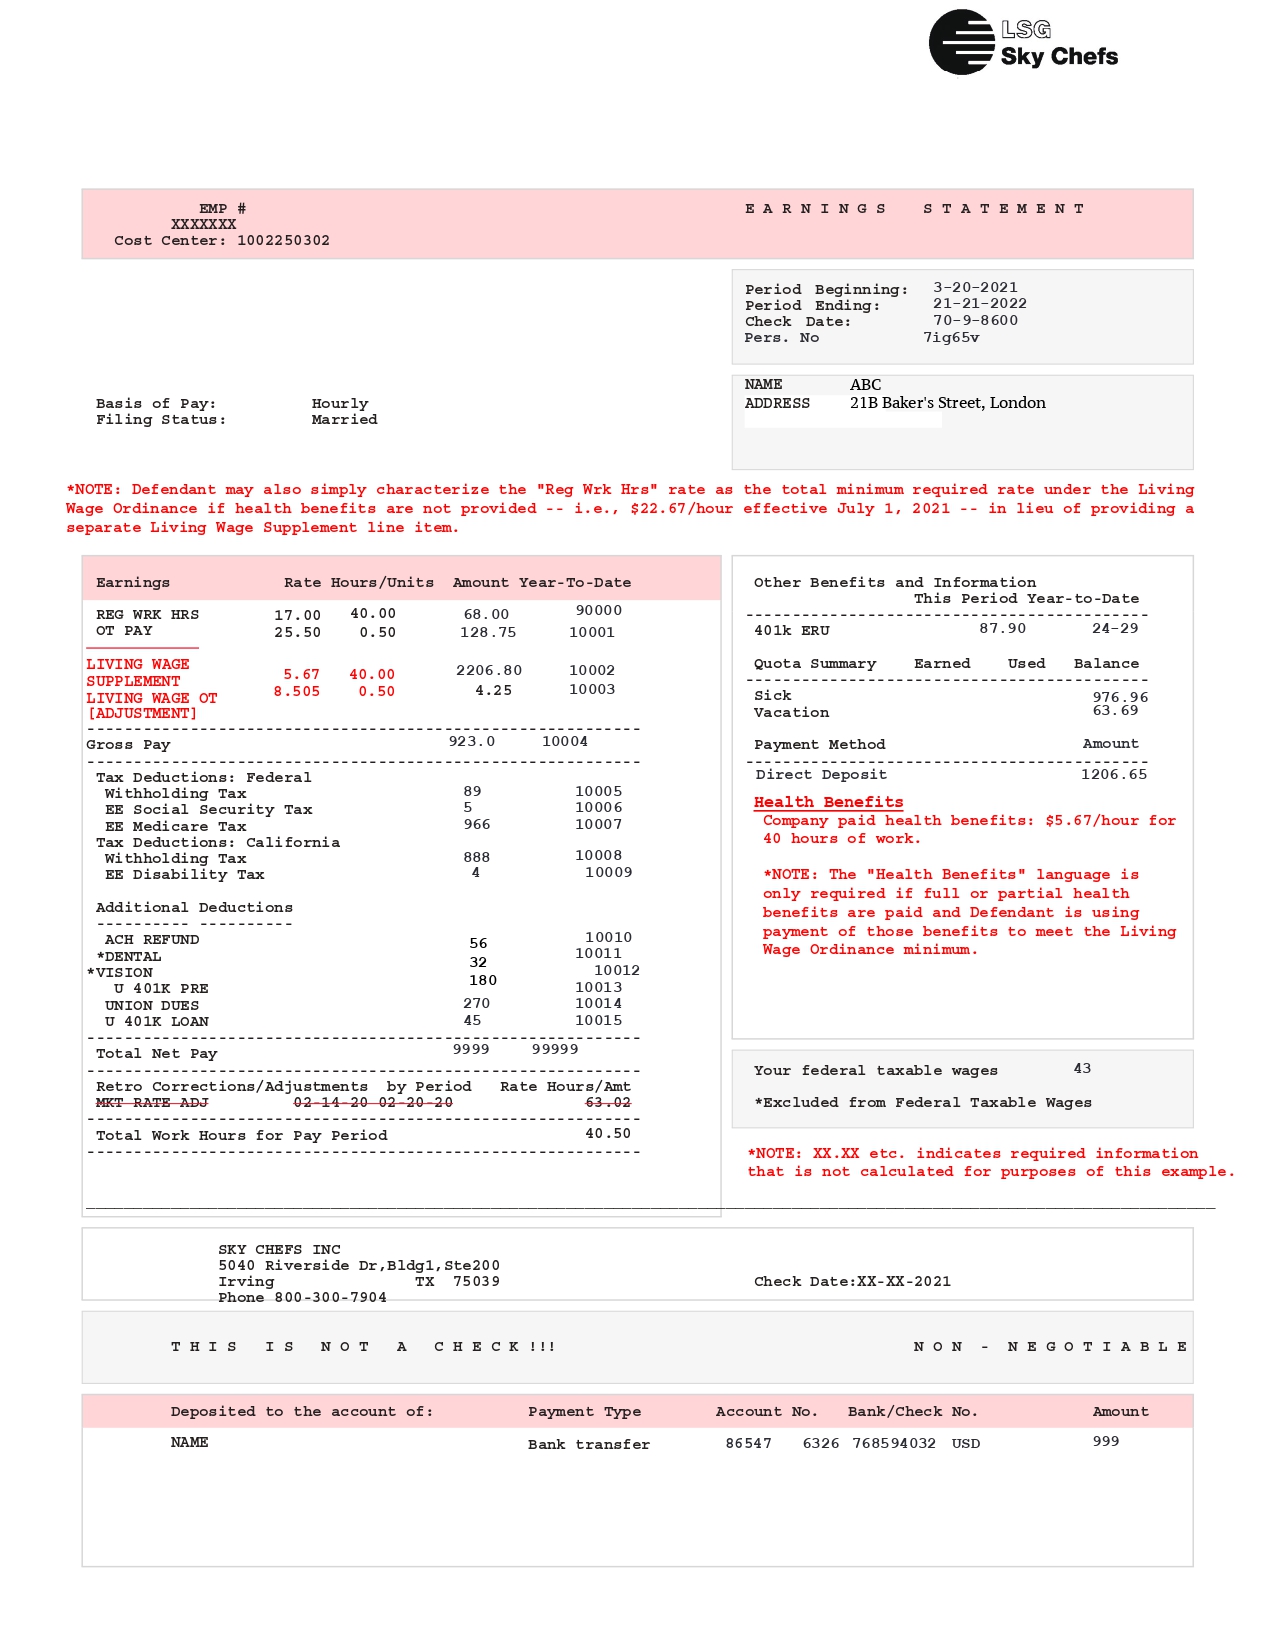 LSG
Sky Chefs
EMP #
XXXXXXX
Cost Center: 1002250302
E A R N I N G S   S T A T E M E N T
Period Beginning: 3-20-2021
Period Ending: 21-21-2022
Check Date: 70-9-8600
Pers. No 7ig65v
NAME ABC
ADDRESS 21B Baker's Street, London
Basis of Pay: Hourly
Filing Status: Married
*NOTE: Defendant may also simply characterize the "Reg Wrk Hrs" rate as the total minimum required rate under the Living
Wage Ordinance if health benefits are not provided -- i.e., $22.67/hour effective July 1, 2021 -- in lieu of providing a
separate Living Wage Supplement line item.
Earnings Rate Hours/Units Amount Year-To-Date
REG WRK HRS 17.00 40.00 68.00 90000
OT PAY 25.50 0.50 128.75 10001
LIVING WAGE
SUPPLEMENT 5.67 40.00 2206.80 10002
LIVING WAGE OT 8.505 0.50 4.25 10003
[ADJUSTMENT]
Gross Pay 923.0 10004
Tax Deductions: Federal
Withholding Tax 89 10005
EE Social Security Tax 5 10006
EE Medicare Tax 966 10007
Tax Deductions: California
Withholding Tax 888 10008
EE Disability Tax 4 10009
Additional Deductions
---------- ----------
ACH REFUND 56 10010
*DENTAL 32 10011
*VISION 180 10012
U 401K PRE 10013
UNION DUES 270 10014
U 401K LOAN 45 10015
Total Net Pay 9999 99999
Retro Corrections/Adjustments by Period Rate Hours/Amt
MKT RATE ADJ 02-14-20 02-20-20 63.02
Total Work Hours for Pay Period 40.50
Other Benefits and Information
This Period Year-to-Date
401k ERU 87.90 24-29
Quota Summary Earned Used Balance
Sick 976.96
Vacation 63.69
Payment Method Amount
Direct Deposit 1206.65
Health Benefits
Company paid health benefits: $5.67/hour for
40 hours of work.
*NOTE: The "Health Benefits" language is
only required if full or partial health
benefits are paid and Defendant is using
payment of those benefits to meet the Living
Wage Ordinance minimum.
Your federal taxable wages 43
*Excluded from Federal Taxable Wages
*NOTE: XX.XX etc. indicates required information
that is not calculated for purposes of this example.
SKY CHEFS INC
5040 Riverside Dr,Bldg1,Ste200
Irving TX 75039
Phone 800-300-7904
Check Date:XX-XX-2021
T H I S   I S   N O T   A   C H E C K !!!
N O N - N E G O T I A B L E
Deposited to the account of: Payment Type Account No. Bank/Check No. Amount
NAME Bank transfer 86547 6326 768594032 USD 999